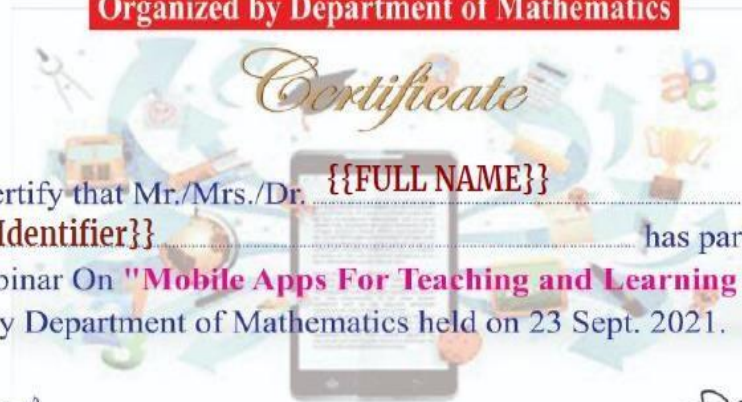 Organized by Department of Mathematics
Certificate
ertify that Mr./Mrs./Dr. {{FULL NAME}}
Identifier}} has par
binar On "Mobile Apps For Teaching and Learning
y Department of Mathematics held on 23 Sept. 2021.